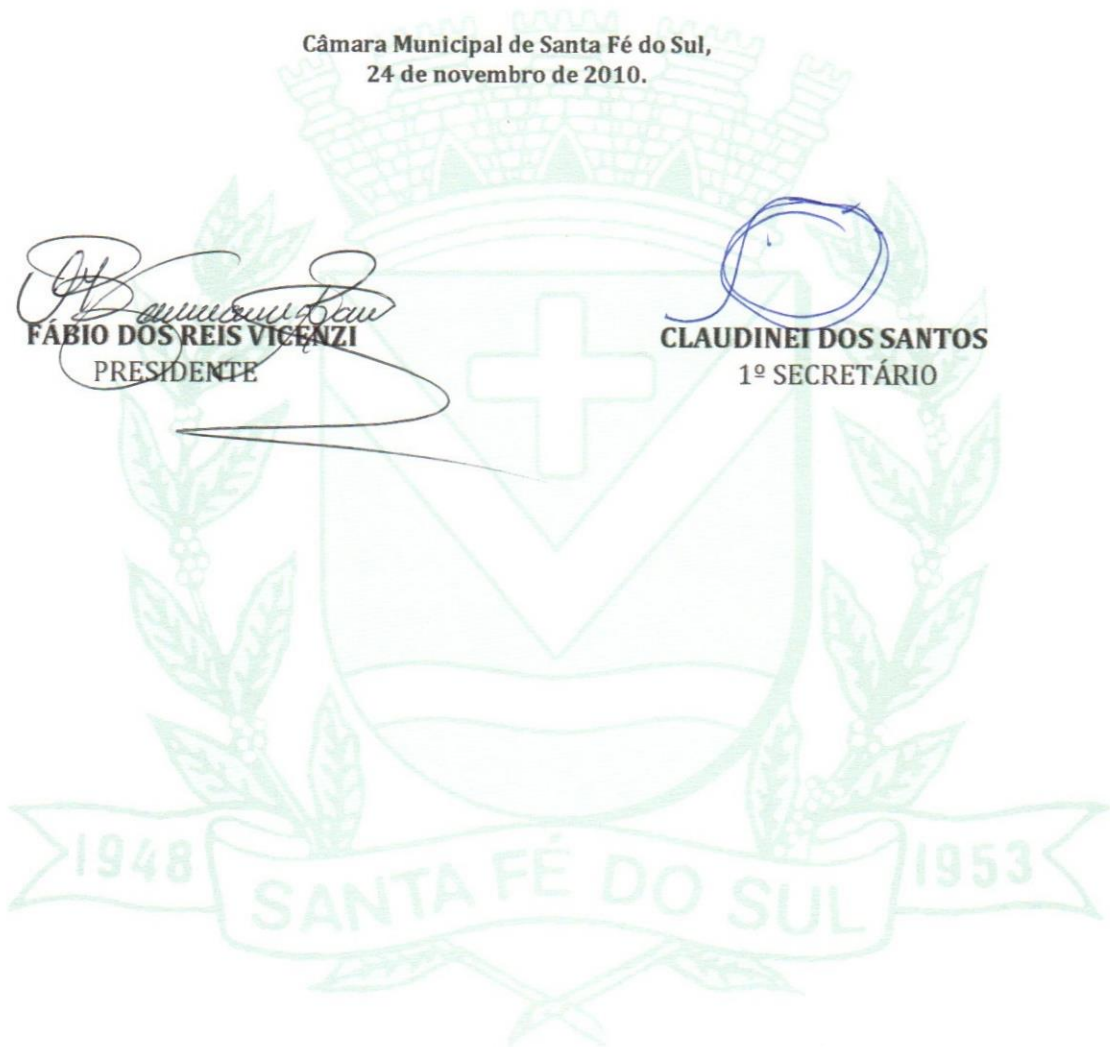 Câmara Municipal de Santa Fé do Sul,
24 de novembro de 2010.
FÁBIO DOS REIS VICENZI
PRESIDENTE
CLAUDINEI DOS SANTOS
1º SECRETÁRIO
1948
SANTA FÉ DO SUL
1953